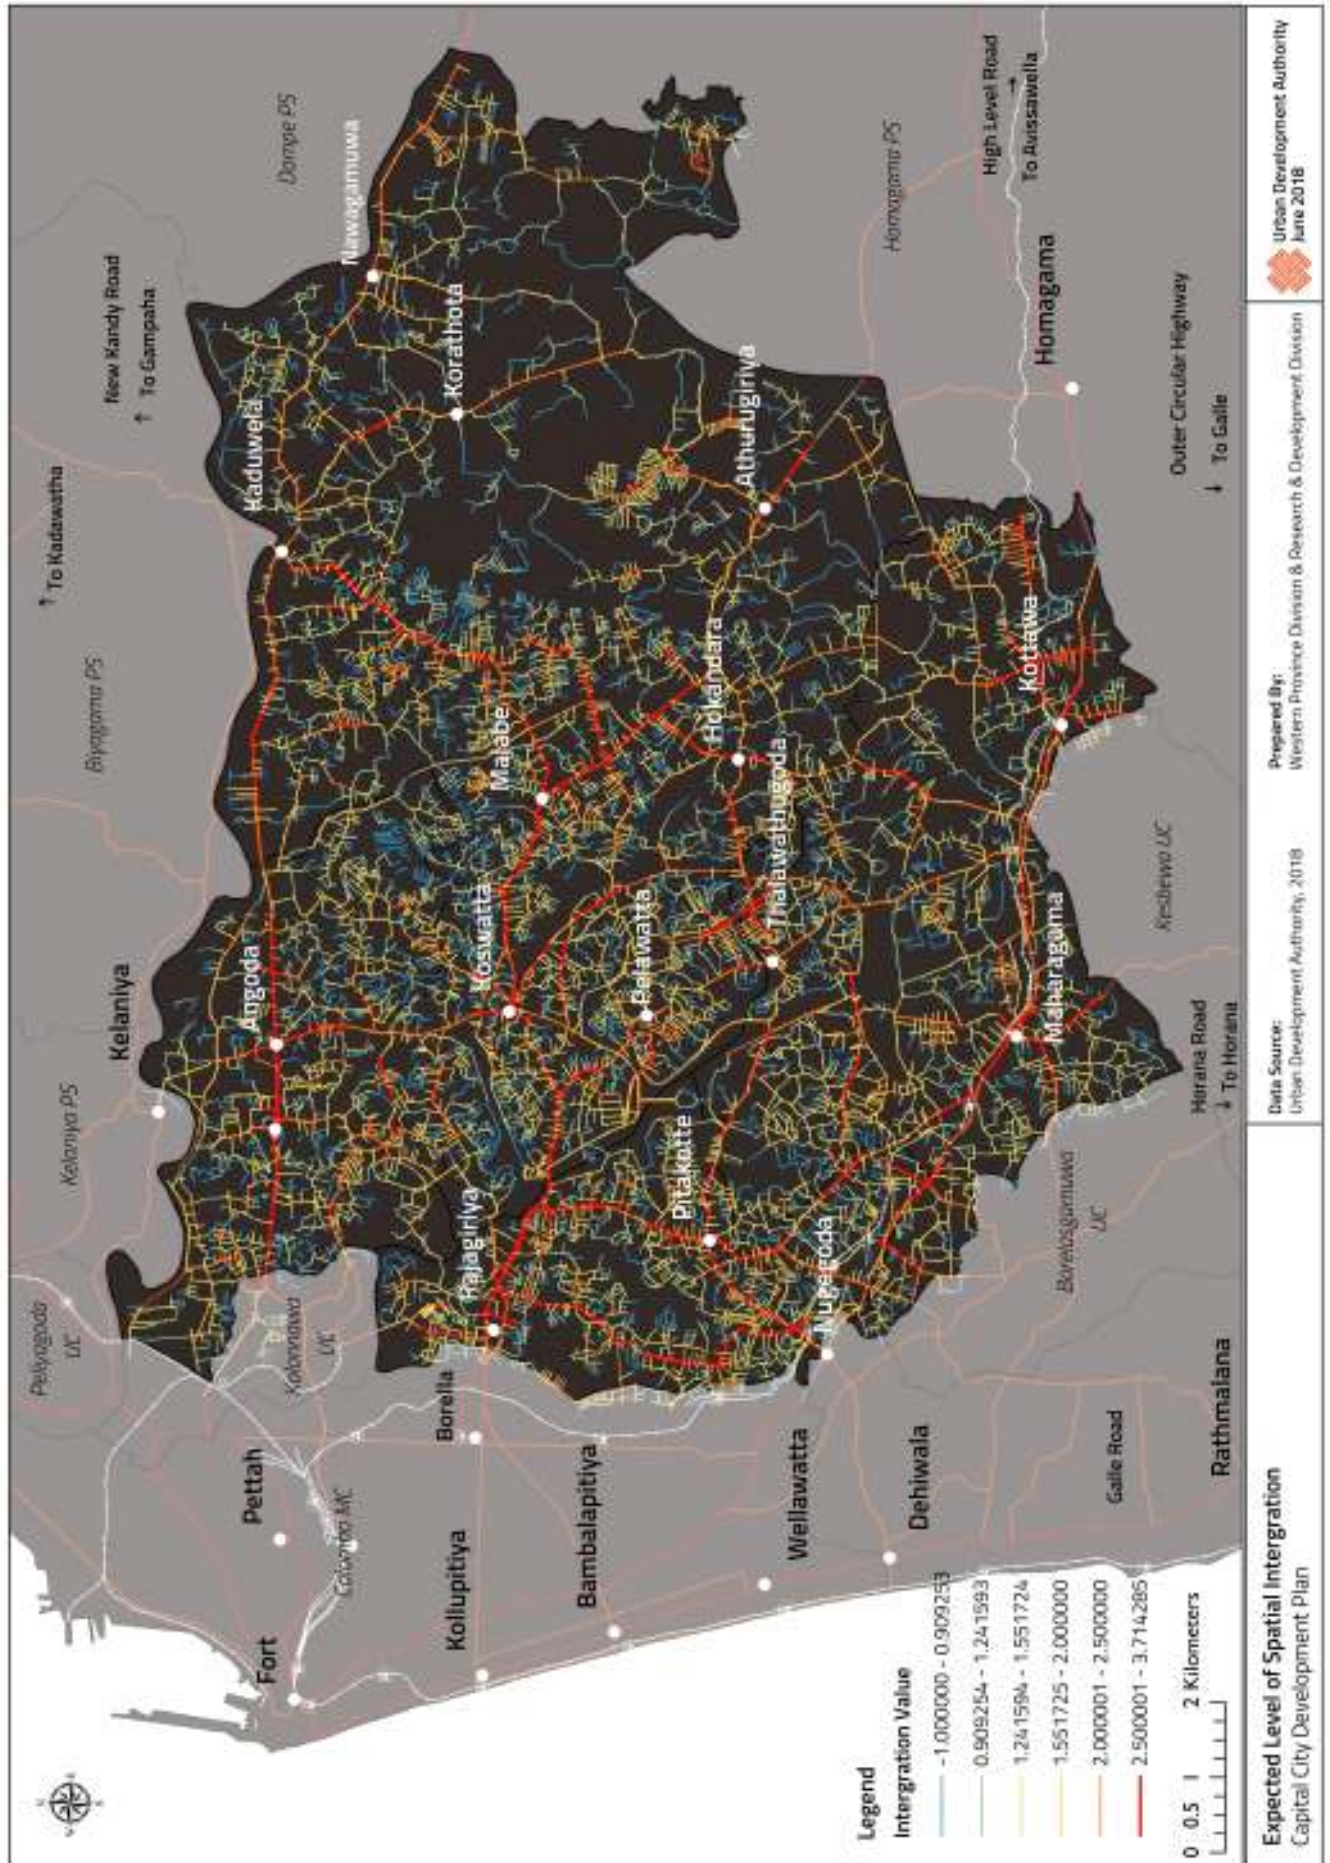 Fort
Pettah
Kelaniya
Peliyagoda
UC
Kelaniya PS
Biyagama PS
↑ To Kadawatha
New Kandy Road
↑ To Gampaha
Dompe PS
Kolonnawa
UC
Colombo MC
Angoda
Kaduwela
Nawagamuwa
Kollupitiya
Borella
Rajagiriya
Koswatta
Malabe
Korathota
Bambalapitiya
Pitakotte
Pelawatta
Thalawathugoda
Hokandara
Athurugiriya
Wellawatta
Nugegoda
Homagama PS
High Level Road
→
To Avissawella
Dehiwala
Maharagama
Kottawa
Homagama
Boralasgamuwa
UC
Kesbewa UC
Galle Road
Rathmalana
Horana Road
↓ To Horana
Outer Circular Highway
↓ To Galle
Legend
Intergration Value
-1.000000 - 0.909253
0.909254 - 1.241593
1.241594 - 1.551724
1.551725 - 2.000000
2.000001 - 2.500000
2.500001 - 3.714285
0 0.5 1 2 Kilometers
Expected Level of Spatial Intergration
Capital City Development Plan
Data Source:
Urban Development Authority, 2018
Prepared By:
Western Province Division & Research & Development Division
Urban Development Authority
June 2018